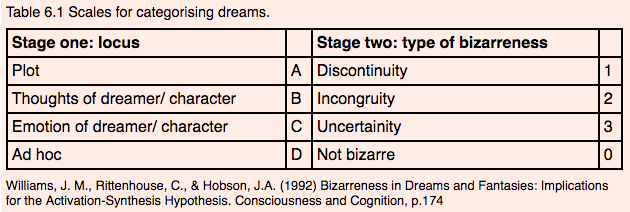 Table 6.1 Scales for categorising dreams.
Stage one: locus Stage two: type of bizarreness
Plot A Discontinuity 1
Thoughts of dreamer/ character B Incongruity 2
Emotion of dreamer/ character C Uncertainity 3
Ad hoc D Not bizarre 0
Williams, J. M., Rittenhouse, C., & Hobson, J.A. (1992) Bizarreness in Dreams and Fantasies: Implications
for the Activation-Synthesis Hypothesis. Consciousness and Cognition, p.174